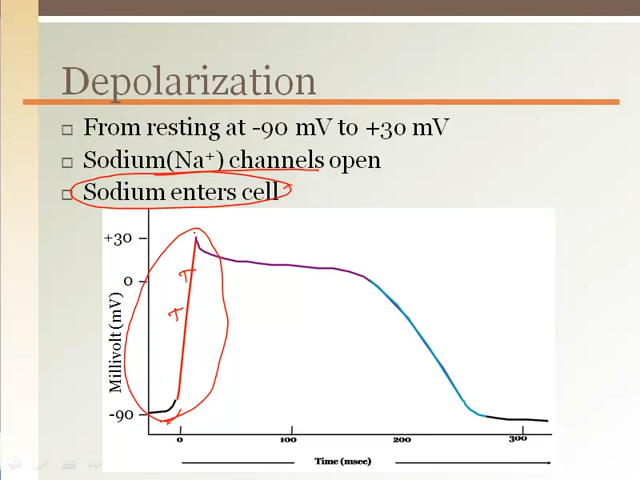 Depolarization
From resting at -90 mV to +30 mV
Sodium(Na⁺) channels open
Sodium enters cell
+30
0
-90
Millivolt (mV)
0 100 200 300
Time (msec)